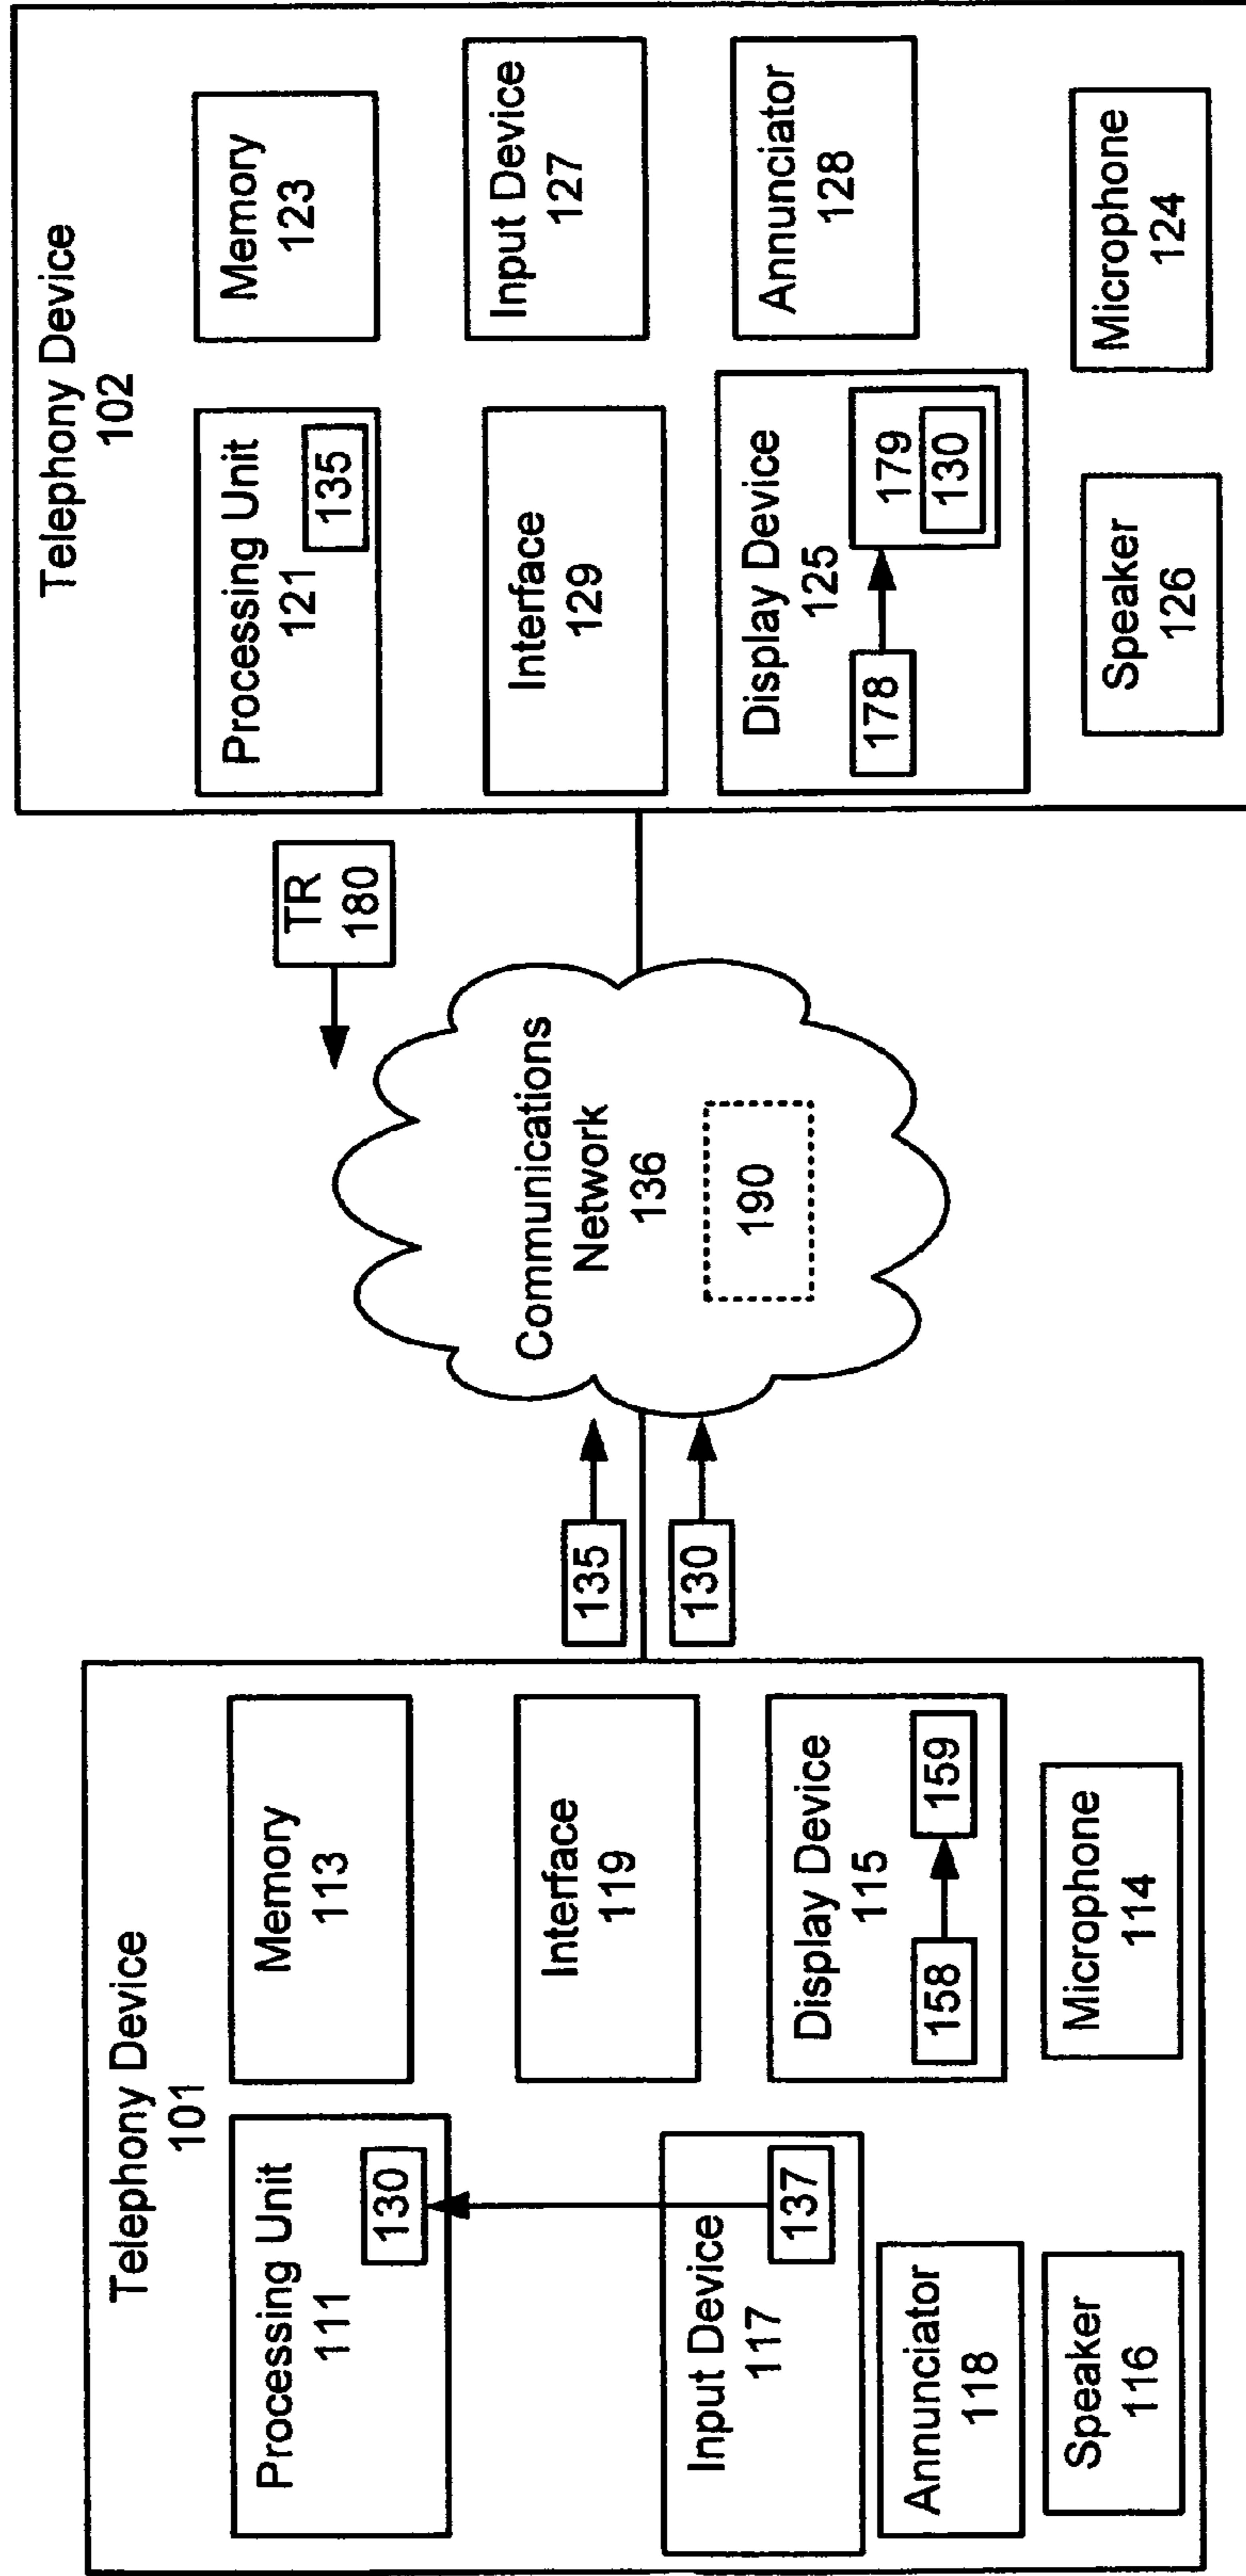 Telephony Device
101
Processing Unit
111
130
Memory
113
Interface
119
Input Device
117
137
Display Device
115
158
159
Annunciator
118
Speaker
116
Microphone
114
135
130
Communications
Network
136
190
TR
180
Telephony Device
102
Processing Unit
121
135
Memory
123
Interface
129
Input Device
127
Display Device
125
178
179
130
Annunciator
128
Speaker
126
Microphone
124